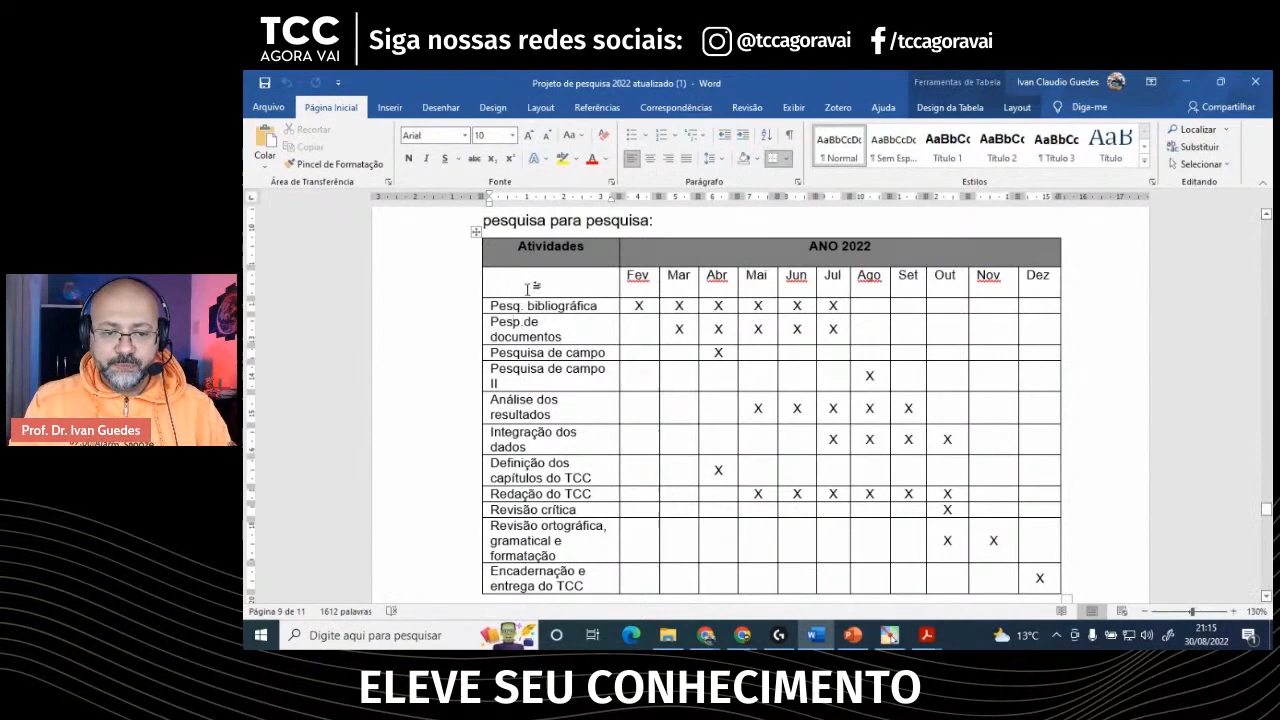 TCC
AGORA VAI
Siga nossas redes sociais: @tccagoravai /tccagoravai
Projeto de pesquisa 2022 atualizado (1) - Word
Ferramentas de Tabela
Ivan Claudio Guedes
Arquivo Página Inicial Inserir Desenhar Design Layout Referências Correspondências Revisão Exibir Zotero Ajuda Design da Tabela Layout Diga-me Compartilhar
Colar
Recortar
Copiar
Pincel de Formatação
Área de Transferência
Arial 10
Fonte
Parágrafo
AaBbCcDc AaBbCcDc AaBbCc AaBbCc AaBbCc AaB
¶ Normal ¶ Sem Esp... Título 1 Título 2 ¶ Título 3 Título
Estilos
Localizar
Substituir
Selecionar
Editando
pesquisa para pesquisa:
Atividades ANO 2022
Fev Mar Abr Mai Jun Jul Ago Set Out Nov Dez
Pesq. bibliográfica X X X X X X
Pesp.de
documentos X X X X X
Pesquisa de campo X
Pesquisa de campo
II X
Análise dos
resultados X X X X X
Integração dos
dados X X X X
Definição dos
capítulos do TCC X
Redação do TCC X X X X X X
Revisão crítica X
Revisão ortográfica,
gramatical e
formatação X X
Encadernação e
entrega do TCC X
Prof. Dr. Ivan Guedes
Página 9 de 11 1612 palavras 130%
Digite aqui para pesquisar
13°C
21:15
30/08/2022
ELEVE SEU CONHECIMENTO